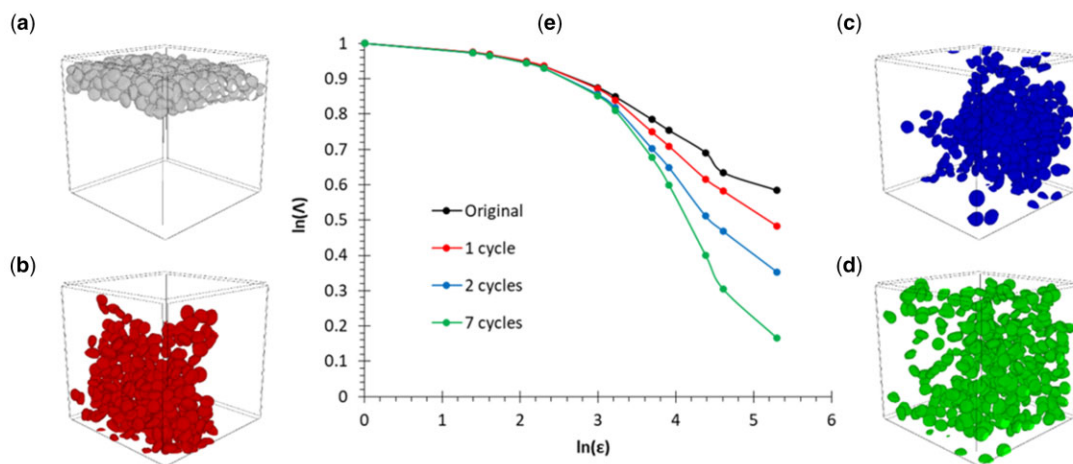 (a)
(e)
(c)
1
0.9
0.8
0.7
0.6
0.5
0.4
0.3
0.2
0.1
0
ln(Λ)
Original
1 cycle
2 cycles
7 cycles
(b)
(d)
0 1 2 3 4 5 6
ln(ε)